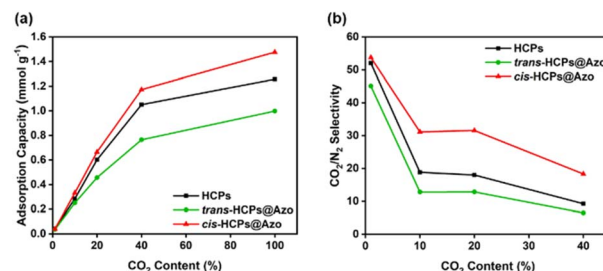 (a)
Adsorption Capacity (mmol g⁻¹)
1.6
1.4
1.2
1.0
0.8
0.6
0.4
0.2
0.0
HCPs
trans-HCPs@Azo
cis-HCPs@Azo
0 20 40 60 80 100
CO₂ Content (%)
(b)
CO₂/N₂ Selectivity
60
50
40
30
20
10
0
HCPs
trans-HCPs@Azo
cis-HCPs@Azo
0 10 20 30 40
CO₂ Content (%)